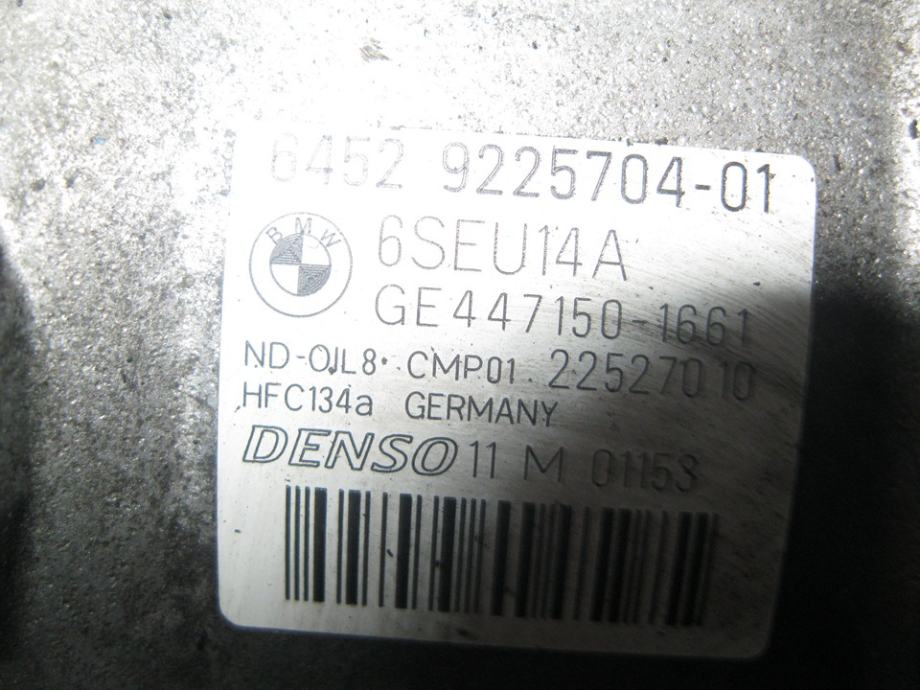 6452 9225704-01
BMW
6SEU14A
GE447150-1661
ND-OIL8· CMP01 . 22527010
HFC134a GERMANY
DENSO 11 M 01153